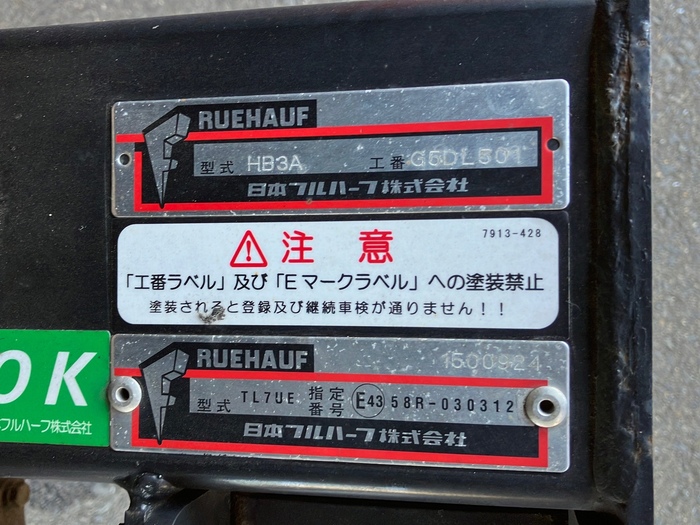 RUEHAUF
型式 HB3A 工番 G5DL501
日本フルハーフ株式会社
⚠ 注意 7913-428
「工番ラベル」及び「Eマークラベル」への塗装禁止
塗装されると登録及び継続車検が通りません!!
RUEHAUF 1500924
型式 TL7UE 指定番号 E43 58R-030312
日本フルハーフ株式会社
OK
フルハーフ株式会社